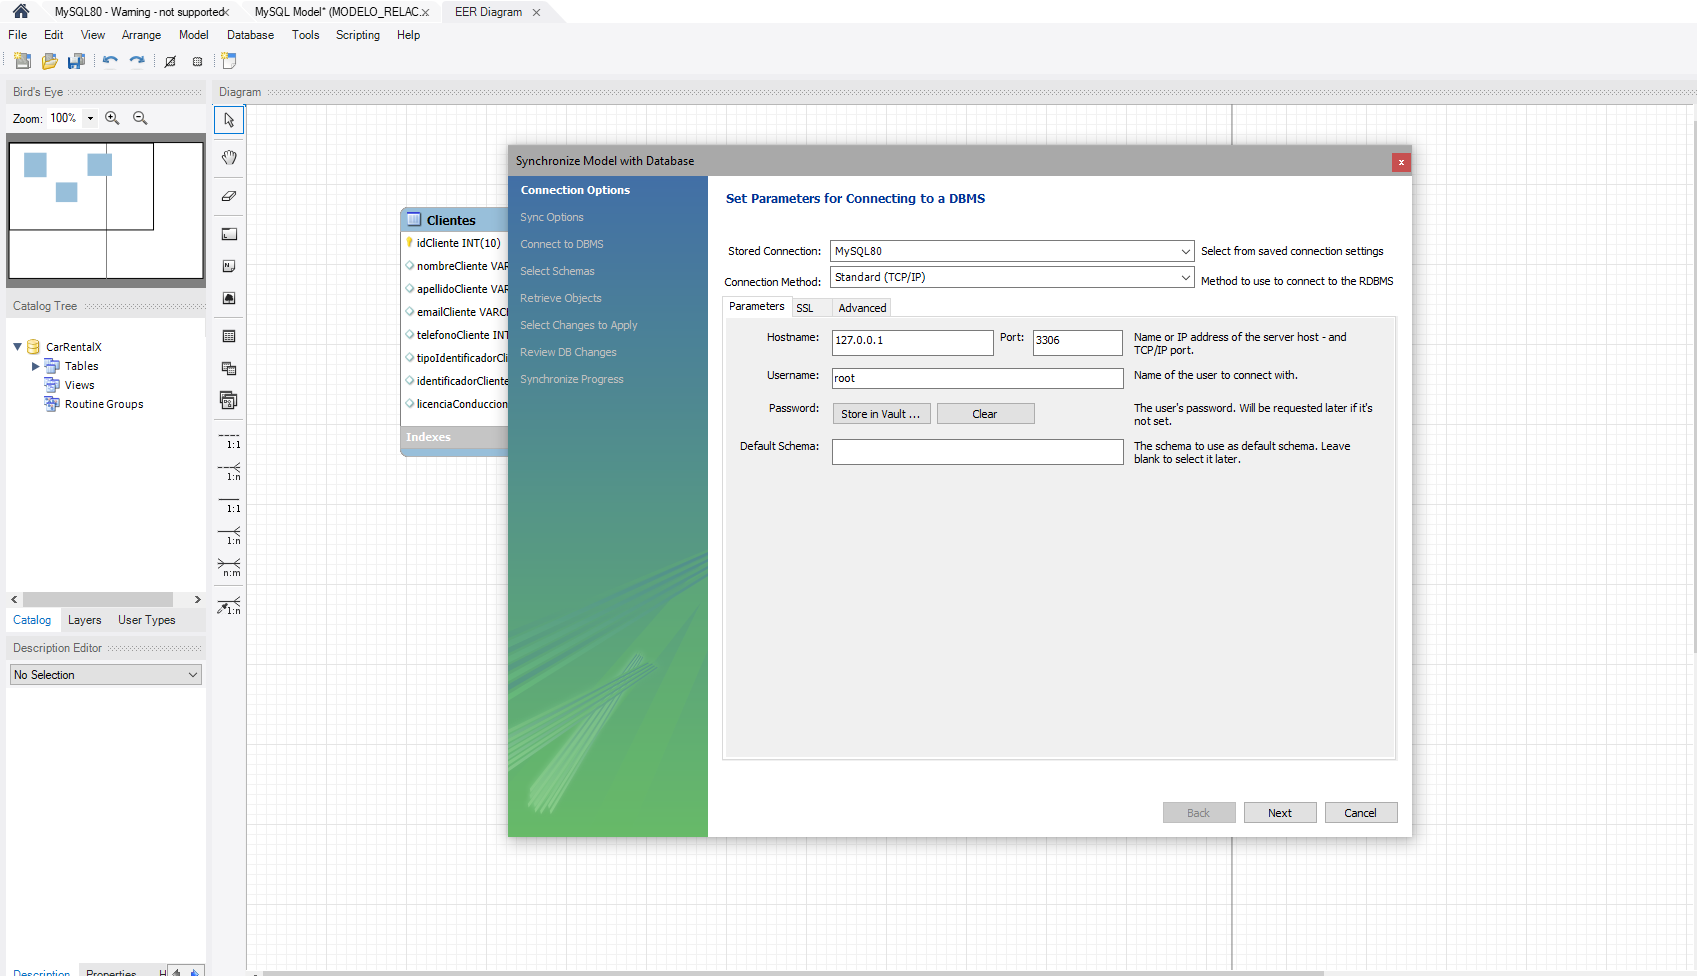 MySQL80 - Warning - not supported
MySQL Model* (MODELO_RELAC...
EER Diagram
File Edit View Arrange Model Database Tools Scripting Help
Bird's Eye
Zoom: 100%
Catalog Tree
CarRentalX
Tables
Views
Routine Groups
Catalog Layers User Types
Description Editor
No Selection
Description Properties H
Diagram
1:1
1:n
1:1
1:n
n:m
1:n
Clientes
idCliente INT(10)
nombreCliente VAR
apellidoCliente VAR
emailCliente VARC
telefonoCliente INT
tipoIdentificadorCli
identificadorCliente
licenciaConduccion
Indexes
Synchronize Model with Database
Connection Options
Sync Options
Connect to DBMS
Select Schemas
Retrieve Objects
Select Changes to Apply
Review DB Changes
Synchronize Progress
Set Parameters for Connecting to a DBMS
Stored Connection: MySQL80 Select from saved connection settings
Connection Method: Standard (TCP/IP) Method to use to connect to the RDBMS
Parameters SSL Advanced
Hostname: 127.0.0.1 Port: 3306 Name or IP address of the server host - and
TCP/IP port.
Username: root Name of the user to connect with.
Password: Store in Vault ... Clear The user's password. Will be requested later if it's
not set.
Default Schema: The schema to use as default schema. Leave
blank to select it later.
Back Next Cancel